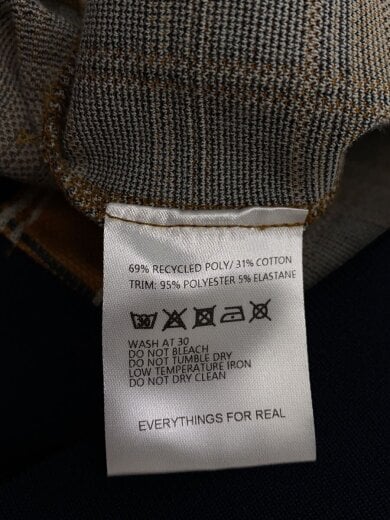 69% RECYCLED POLY/ 31% COTTON
TRIM: 95% POLYESTER 5% ELASTANE
30
WASH AT 30
DO NOT BLEACH
DO NOT TUMBLE DRY
LOW TEMPERATURE IRON
DO NOT DRY CLEAN
EVERYTHINGS FOR REAL